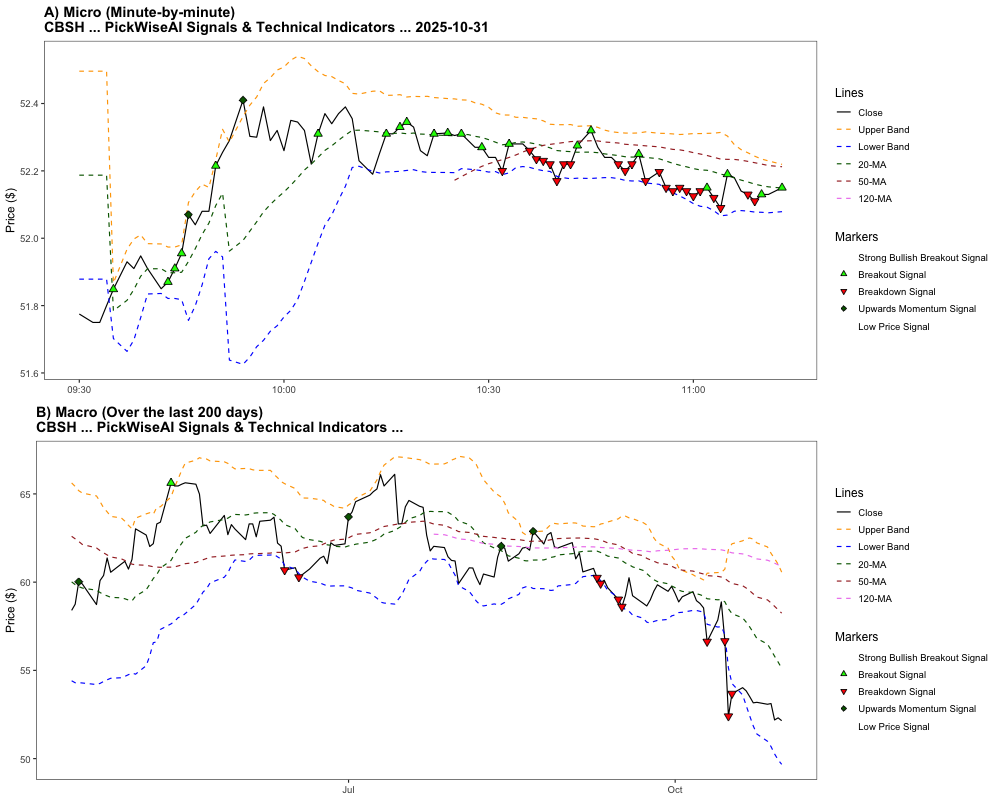 A) Micro (Minute-by-minute)
CBSH ... PickWiseAI Signals & Technical Indicators ... 2025-10-31
Price ($)
52.4
52.2
52.0
51.8
51.6
09:30
10:00
10:30
11:00
Lines
Close
Upper Band
Lower Band
20-MA
50-MA
120-MA
Markers
Strong Bullish Breakout Signal
Breakout Signal
Breakdown Signal
Upwards Momentum Signal
Low Price Signal
B) Macro (Over the last 200 days)
CBSH ... PickWiseAI Signals & Technical Indicators ...
Price ($)
65
60
55
50
Jul
Oct
Lines
Close
Upper Band
Lower Band
20-MA
50-MA
120-MA
Markers
Strong Bullish Breakout Signal
Breakout Signal
Breakdown Signal
Upwards Momentum Signal
Low Price Signal